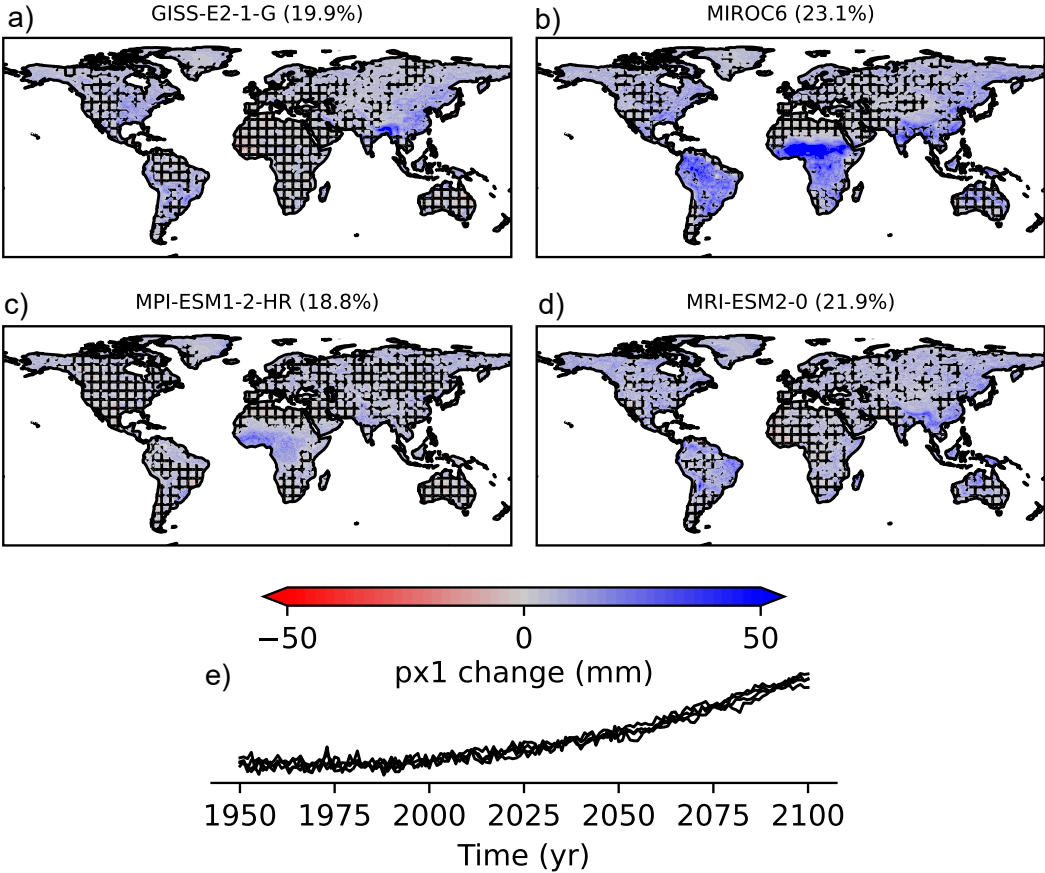 a) GISS-E2-1-G (19.9%)
b) MIROC6 (23.1%)
c) MPI-ESM1-2-HR (18.8%)
d) MRI-ESM2-0 (21.9%)
−50 0 50
px1 change (mm)
e)
1950 1975 2000 2025 2050 2075 2100
Time (yr)